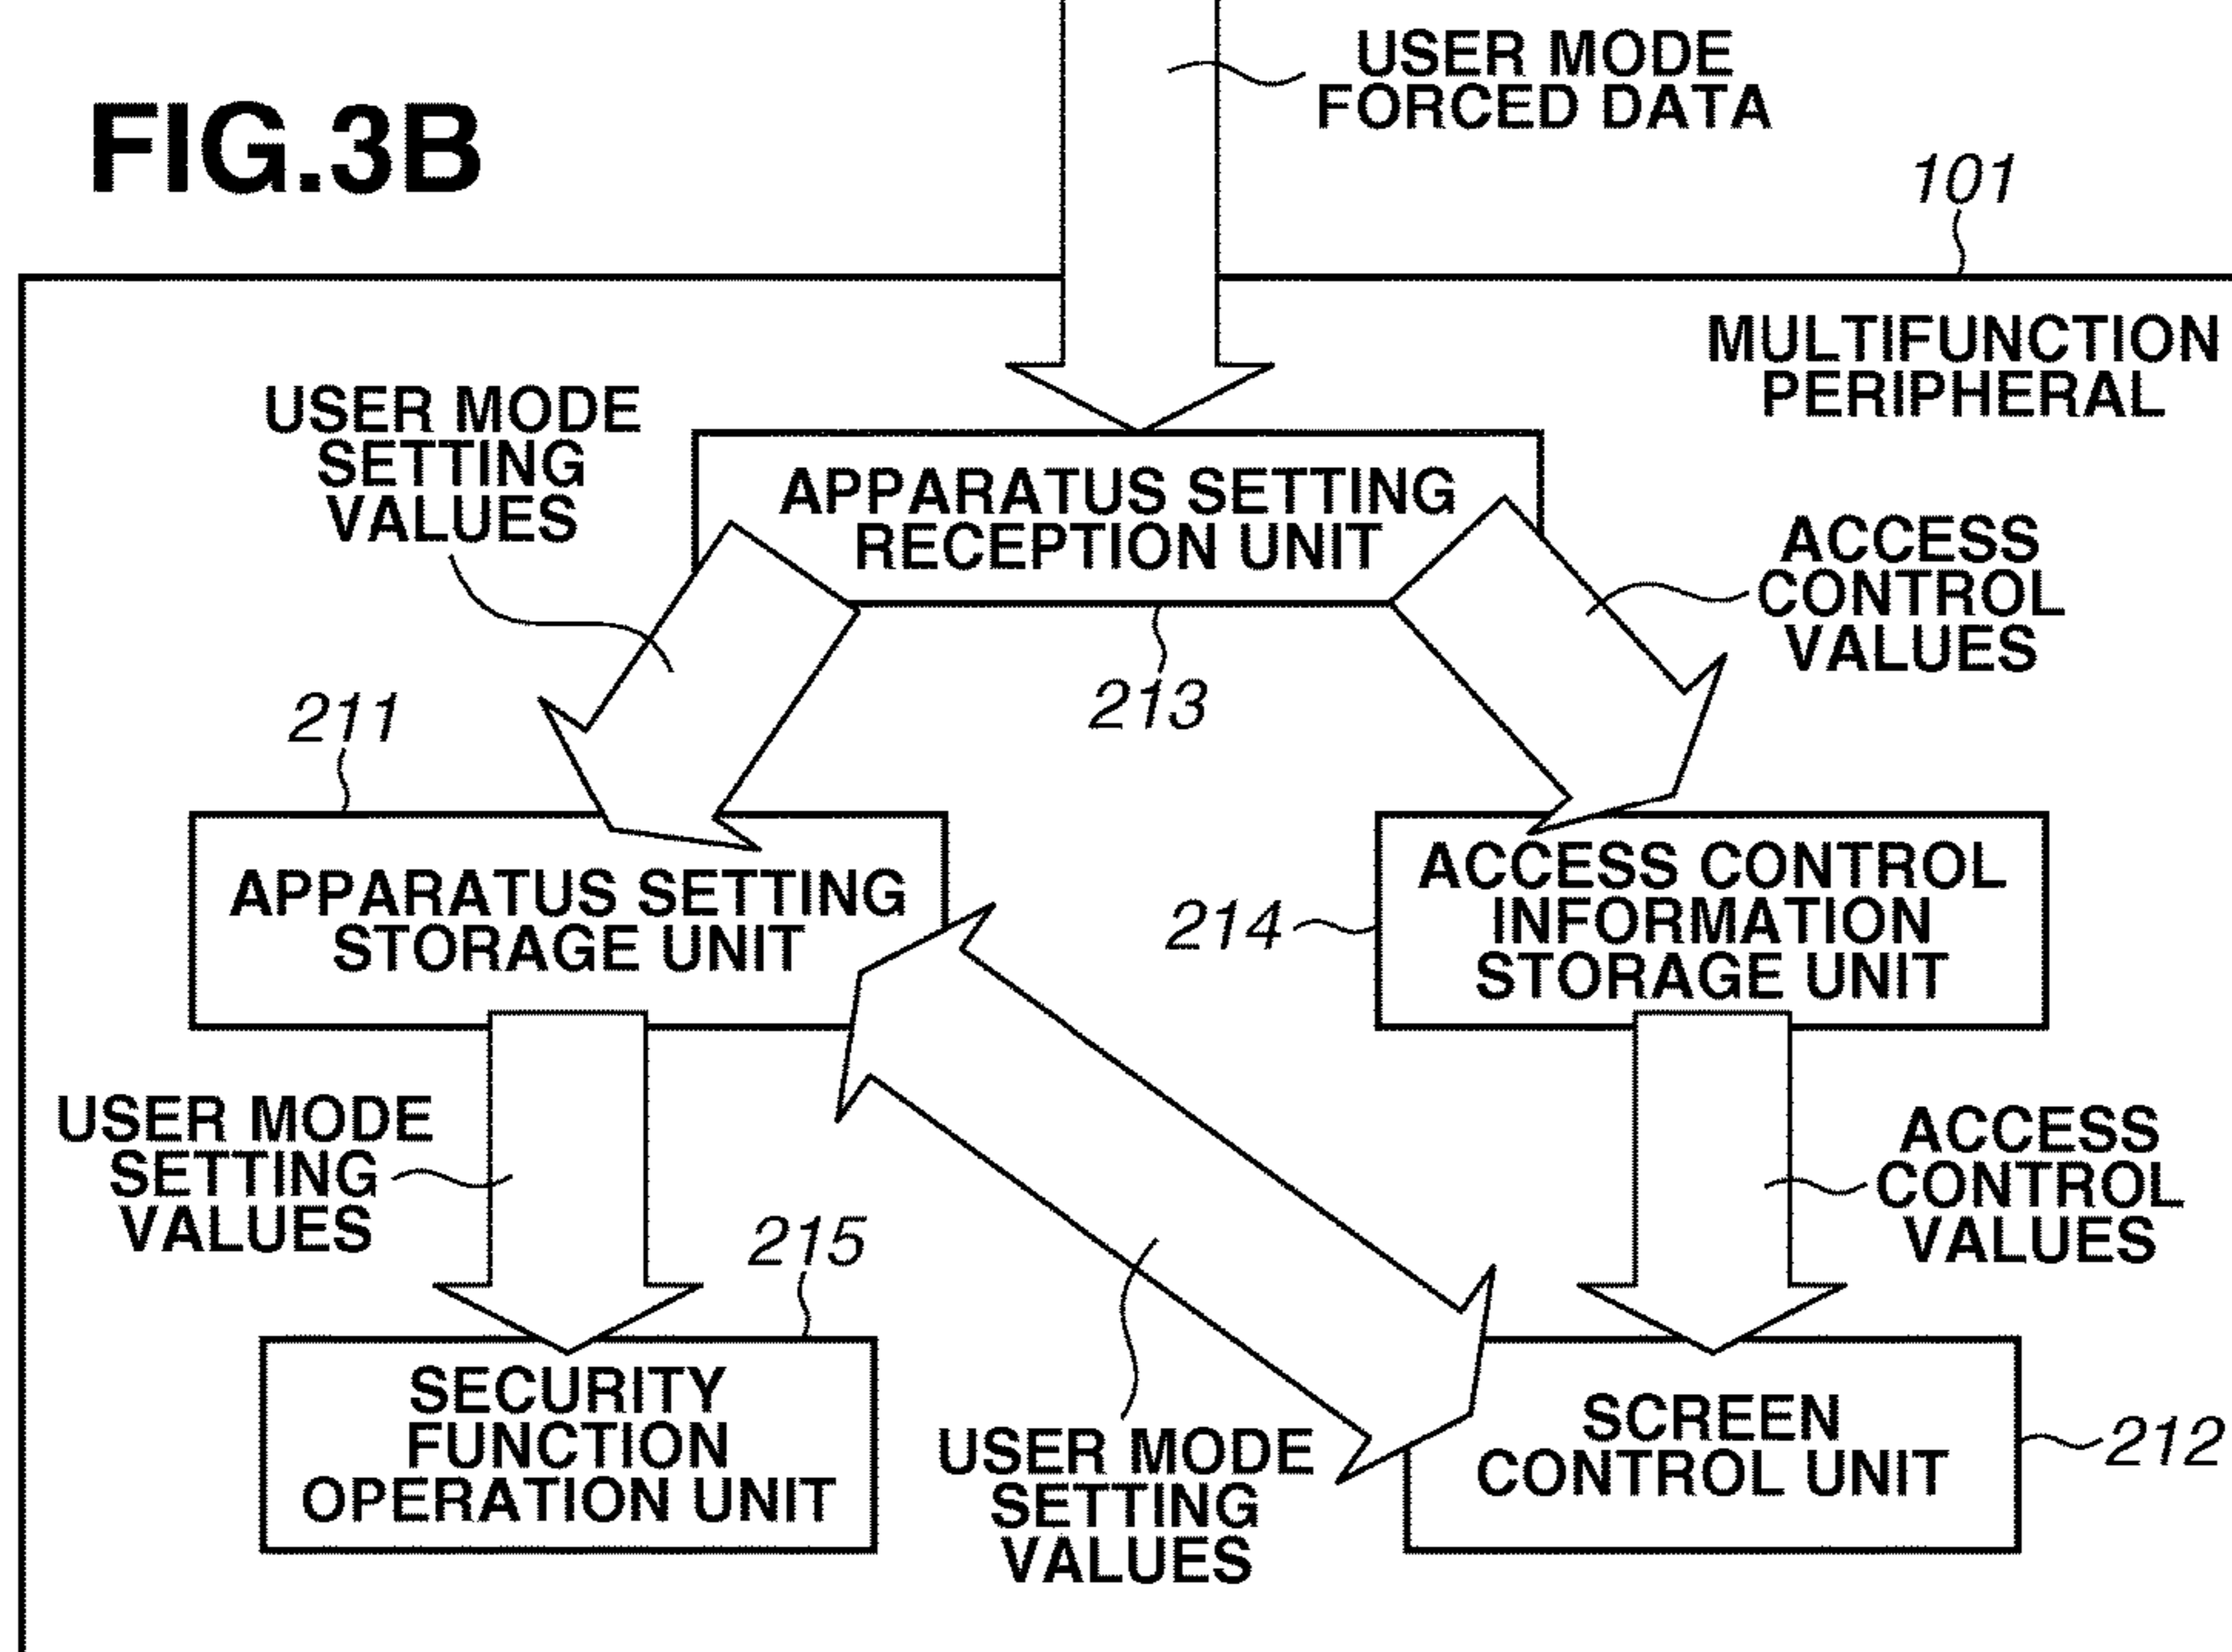 USER MODE
FORCED DATA
FIG.3B
101
MULTIFUNCTION
PERIPHERAL
USER MODE
SETTING
VALUES
APPARATUS SETTING
RECEPTION UNIT
ACCESS
CONTROL
VALUES
213
211
APPARATUS SETTING
STORAGE UNIT
214
ACCESS CONTROL
INFORMATION
STORAGE UNIT
USER MODE
SETTING
VALUES
ACCESS
CONTROL
VALUES
215
SECURITY
FUNCTION
OPERATION UNIT
USER MODE
SETTING
VALUES
SCREEN
CONTROL UNIT
212